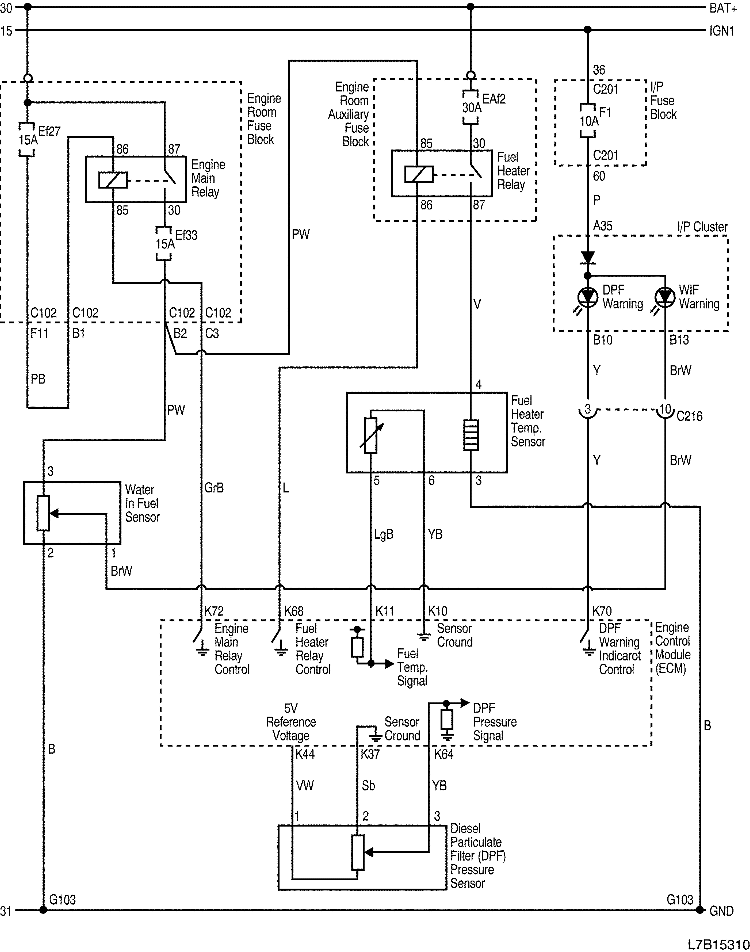 30 BAT+
15 IGN1
36
C201
I/P
Fuse
Block
F1
10A
C201
60
P
A35
I/P Cluster
Engine
Room
Fuse
Block
Engine
Room
Auxiliary
Fuse
Block
EAf2
30A
Ef27
15A
86 87
Engine
Main
Relay
85 30
Ef33
15A
85 30
Fuel
Heater
Relay
86 87
PW
V
DPF
Warning
WiF
Warning
C102 C102 C102 C102
F11 B1 B2 C3
B10 B13
PB
Y BrW
PW
4
Fuel
Heater
Temp.
Sensor
3 10 C216
5 6 3
Y BrW
3
Water
in Fuel
Sensor
2 1
BrW
GrB L LgB YB
K72 K68 K11 K10 K70
Engine
Main
Relay
Control
Fuel
Heater
Relay
Control
Fuel
Temp.
Signal
Sensor
Ground
DPF
Warning
Indicarot
Control
Engine
Control
Module
(ECM)
5V
Reference
Voltage
Sensor
Ground
DPF
Pressure
Signal
K44 K37 K64
B B
VW Sb YB
1 2 3
Diesel
Particulate
Filter (DPF)
Pressure
Sensor
G103 G103
31 GND
L7B15310